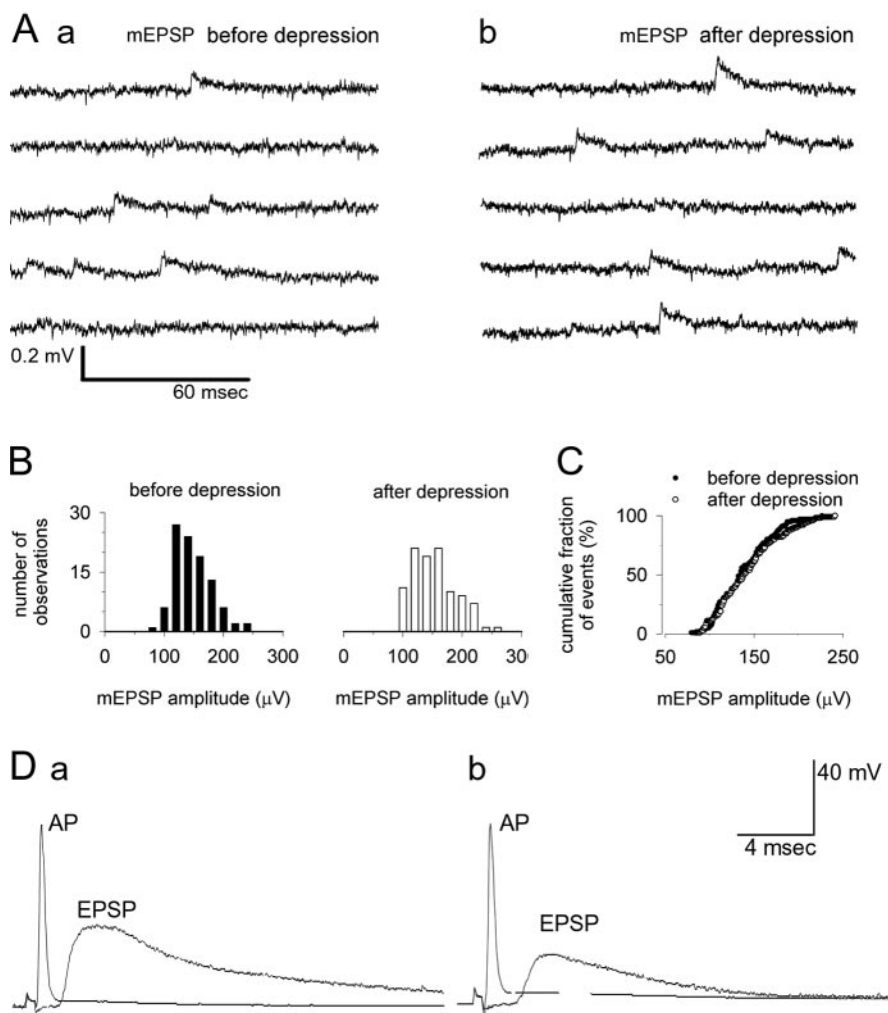 A a mEPSP before depression b mEPSP after depression
0.2 mV
60 msec
B C
before depression after depression
number of
observations
30
15
0
0 100 200 300
mEPSP amplitude (μV)
0 100 200 30
mEPSP amplitude (μV)
before depression
after depression
cumulative fraction
of events (%)
100
50
0
50 150 250
mEPSP amplitude (μV)
D a b
40 mV
4 msec
AP
EPSP
AP
EPSP